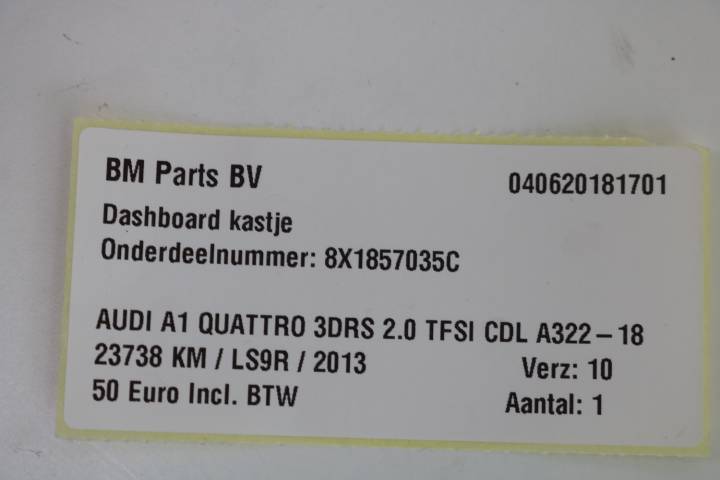 BM Parts BV 040620181701
Dashboard kastje
Onderdeelnummer: 8X1857035C
AUDI A1 QUATTRO 3DRS 2.0 TFSI CDL A322-18
23738 KM / LS9R / 2013 Verz: 10
50 Euro Incl. BTW Aantal: 1